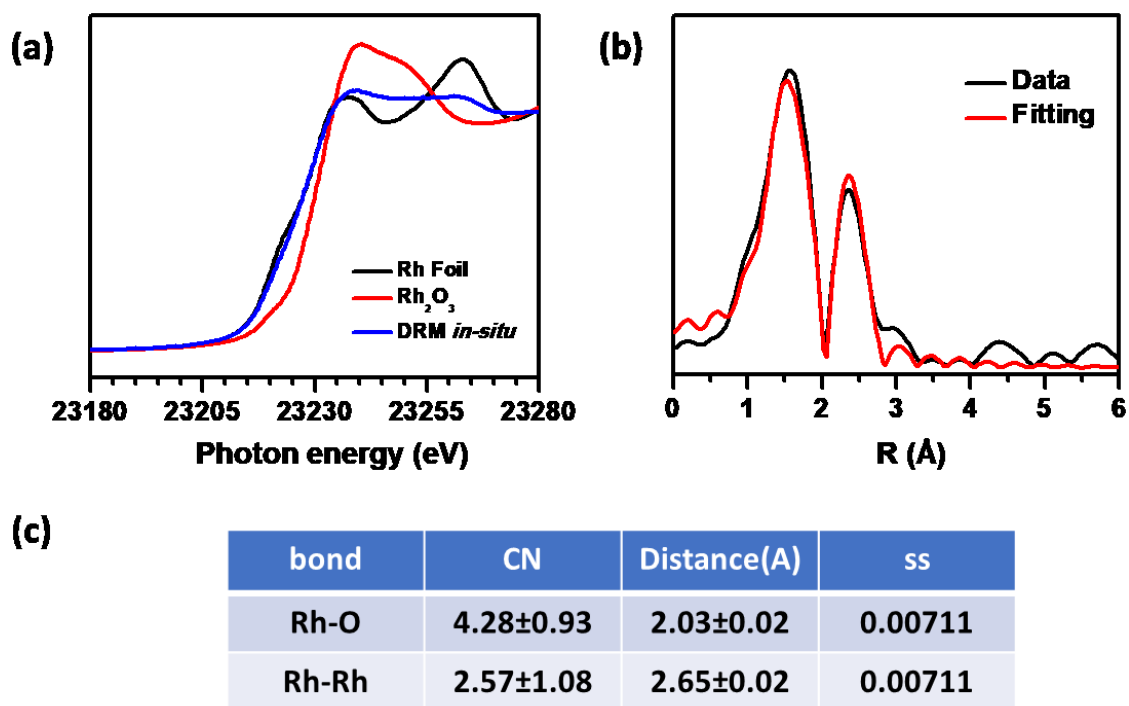 (a)
Rh Foil
Rh₂O₃
DRM in-situ
23180 23205 23230 23255 23280
Photon energy (eV)
(b)
Data
Fitting
0 1 2 3 4 5 6
R (Å)
(c)
bond CN Distance(A) ss
Rh-O 4.28±0.93 2.03±0.02 0.00711
Rh-Rh 2.57±1.08 2.65±0.02 0.00711